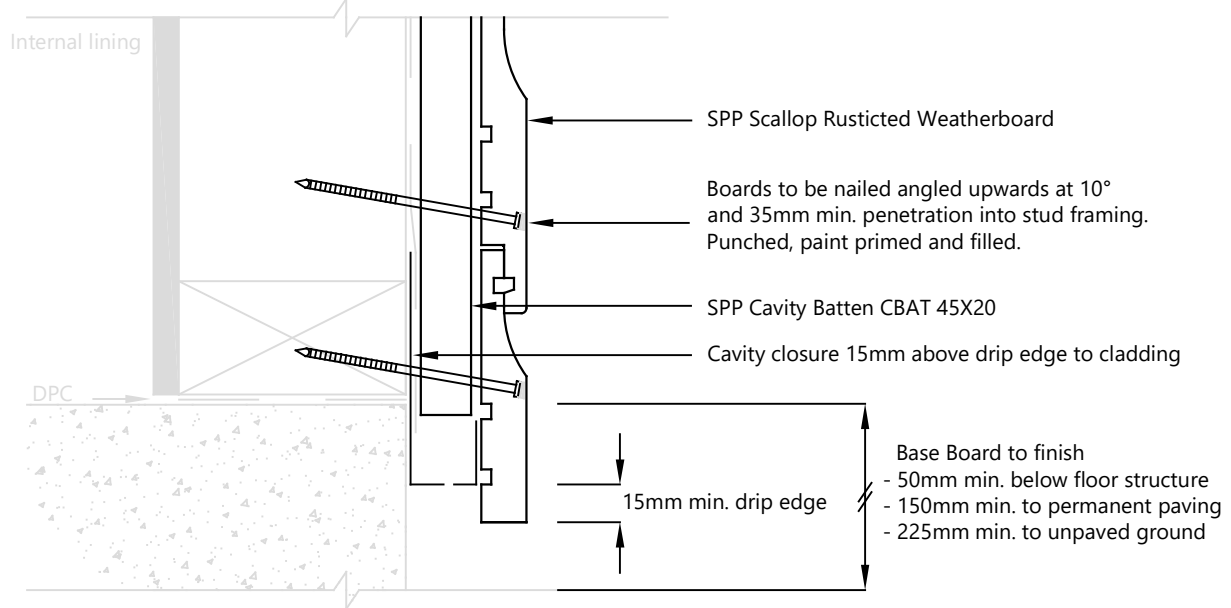 Internal lining
SPP Scallop Rusticted Weatherboard
Boards to be nailed angled upwards at 10°
and 35mm min. penetration into stud framing.
Punched, paint primed and filled.
SPP Cavity Batten CBAT 45X20
Cavity closure 15mm above drip edge to cladding
DPC
Base Board to finish
- 50mm min. below floor structure
- 150mm min. to permanent paving
- 225mm min. to unpaved ground
15mm min. drip edge